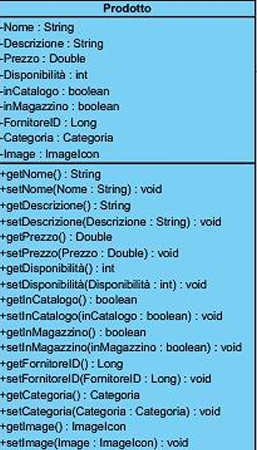 Prodotto
-Nome : String
-Descrizione : String
-Prezzo : Double
-Disponibilità : int
-inCatalogo : boolean
-inMagazzino : boolean
-FornitoreID : Long
-Categoria : Categoria
-Image : ImageIcon
+getNome() : String
+setNome(Nome : String) : void
+getDescrizione() : String
+setDescrizione(Descrizione : String) : void
+getPrezzo() : Double
+setPrezzo(Prezzo : Double) : void
+getDisponibilità() : int
+setDisponibilità(Disponibilità : int) : void
+getInCatalogo() : boolean
+setInCatalogo(inCatalogo : boolean) : void
+getInMagazzino() : boolean
+setInMagazzino(inMagazzino : boolean) : void
+getFornitoreID() : Long
+setFornitoreID(FornitoreID : Long) : void
+getCategoria() : Categoria
+setCategoria(Categoria : Categoria) : void
+getImage() : ImageIcon
+setImage(Image : ImageIcon) : void